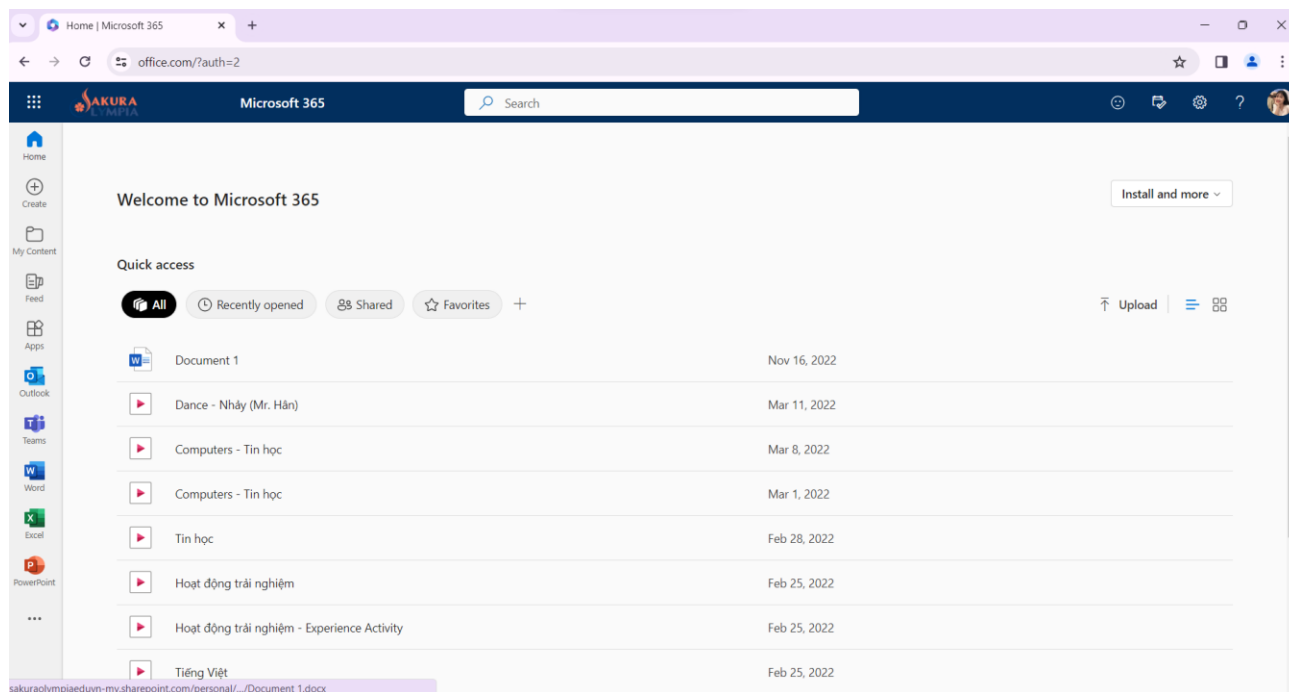 Home | Microsoft 365
office.com/?auth=2
SAKURA
OLYMPIA
Microsoft 365
Search
Home
Create
My Content
Feed
Apps
Outlook
Teams
Word
Excel
PowerPoint
Welcome to Microsoft 365
Install and more
Quick access
All Recently opened Shared Favorites
Upload
Document 1 Nov 16, 2022
Dance - Nhảy (Mr. Hân) Mar 11, 2022
Computers - Tin học Mar 8, 2022
Computers - Tin học Mar 1, 2022
Tin học Feb 28, 2022
Hoạt động trải nghiệm Feb 25, 2022
Hoạt động trải nghiệm - Experience Activity Feb 25, 2022
Tiếng Việt Feb 25, 2022
sakuraolympiaeduvn-my.sharepoint.com/personal/.../Document 1.docx